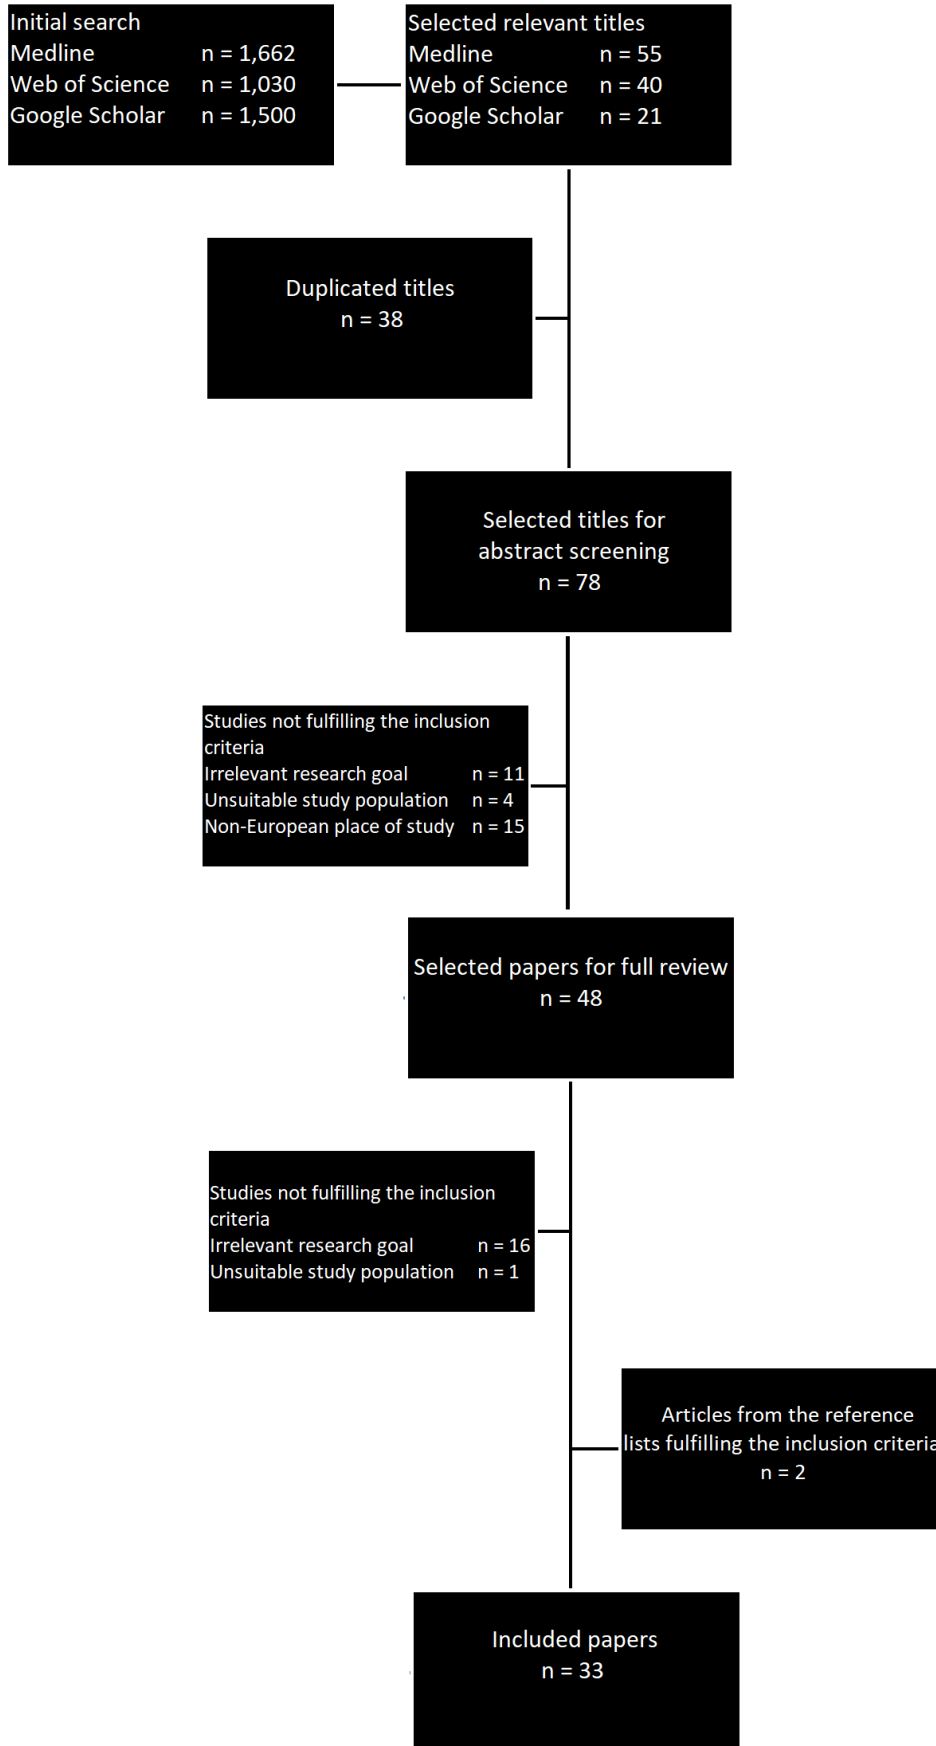 Initial search
Medline n = 1,662
Web of Science n = 1,030
Google Scholar n = 1,500
Selected relevant titles
Medline n = 55
Web of Science n = 40
Google Scholar n = 21
Duplicated titles
n = 38
Selected titles for
abstract screening
n = 78
Studies not fulfilling the inclusion
criteria
Irrelevant research goal n = 11
Unsuitable study population n = 4
Non-European place of study n = 15
Selected papers for full review
n = 48
Studies not fulfilling the inclusion
criteria
Irrelevant research goal n = 16
Unsuitable study population n = 1
Articles from the reference
lists fulfilling the inclusion criteria
n = 2
Included papers
n = 33